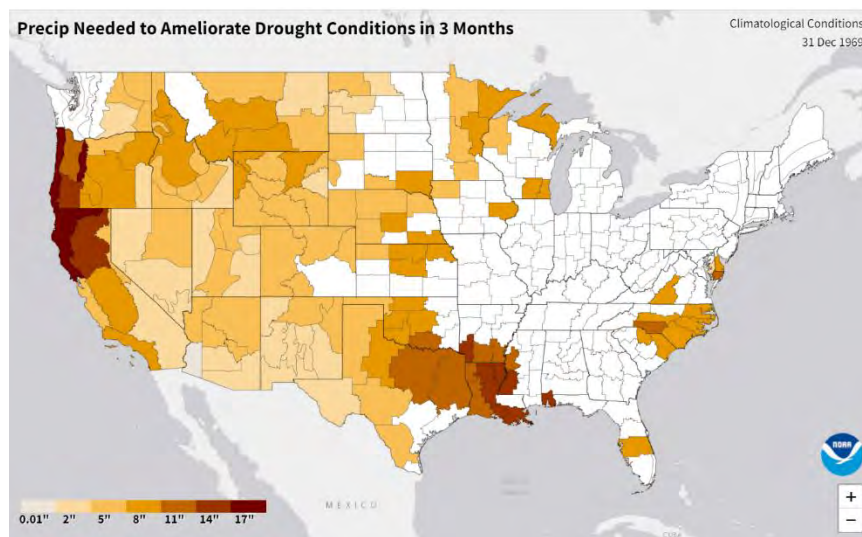 Precip Needed to Ameliorate Drought Conditions in 3 Months
Climatological Conditions
31 Dec 1969
NOAA
+
−
0.01" 2" 5" 8" 11" 14" 17"
MEXICO
CUBA